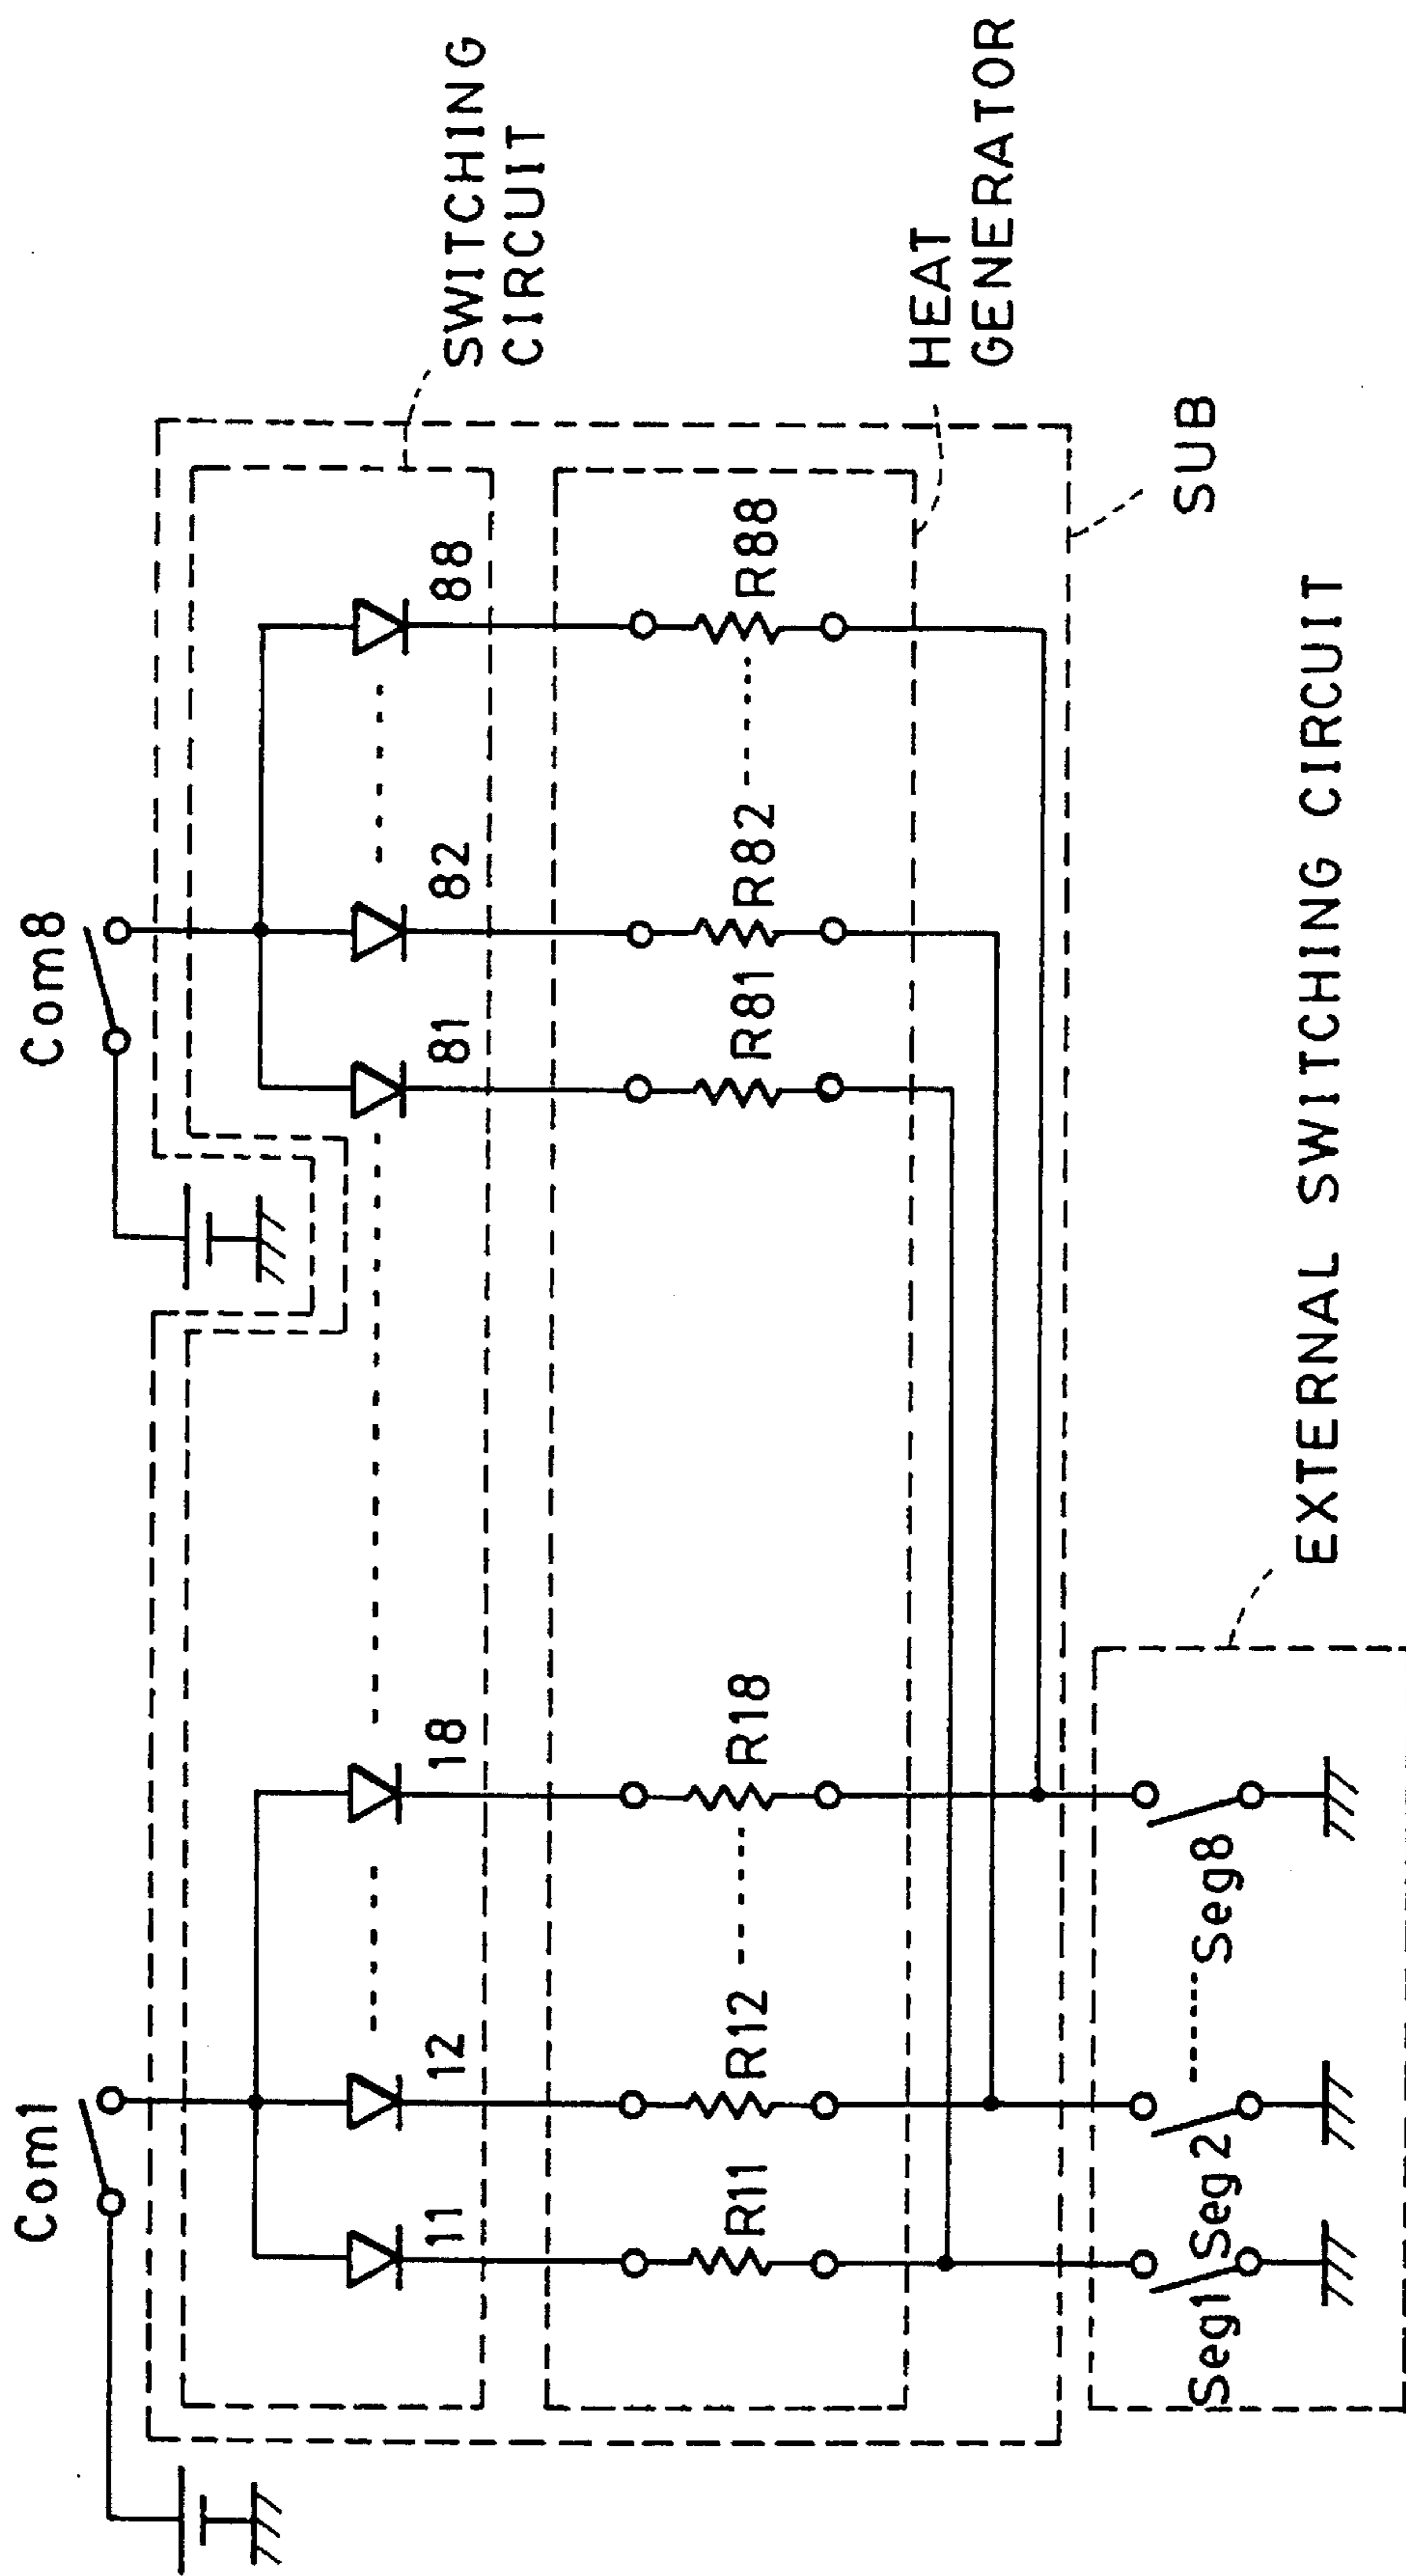 Com1
Com8
SWITCHING
CIRCUIT
11
12
18
81
82
88
HEAT
GENERATOR
R11
R12
R18
R81
R82
R88
SUB
Seg1
Seg2
Seg8
EXTERNAL SWITCHING CIRCUIT